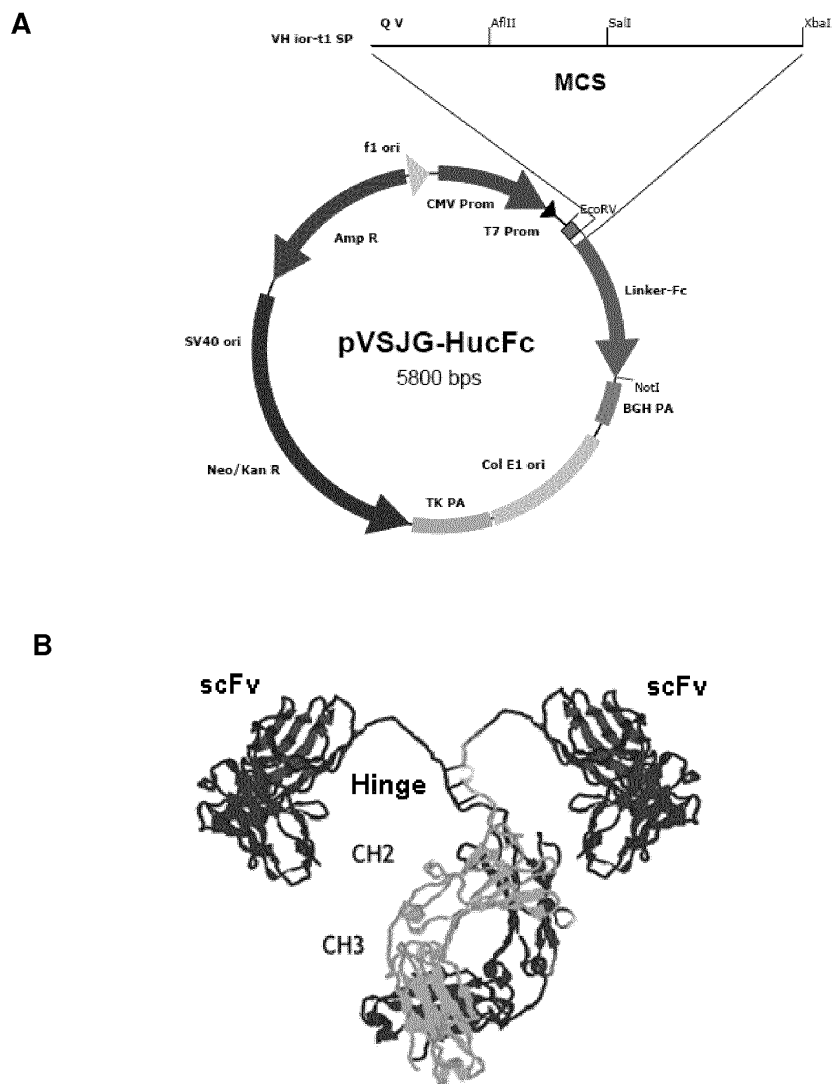 A
VH ior-t1 SP
Q V
AflII
SalI
XbaI
MCS
f1 ori
CMV Prom
EcoRV
T7 Prom
Amp R
Linker-Fc
SV40 ori
pVSJG-HucFc
5800 bps
NotI
BGH PA
Col E1 ori
Neo/Kan R
TK PA
B
scFv
scFv
Hinge
CH2
CH3